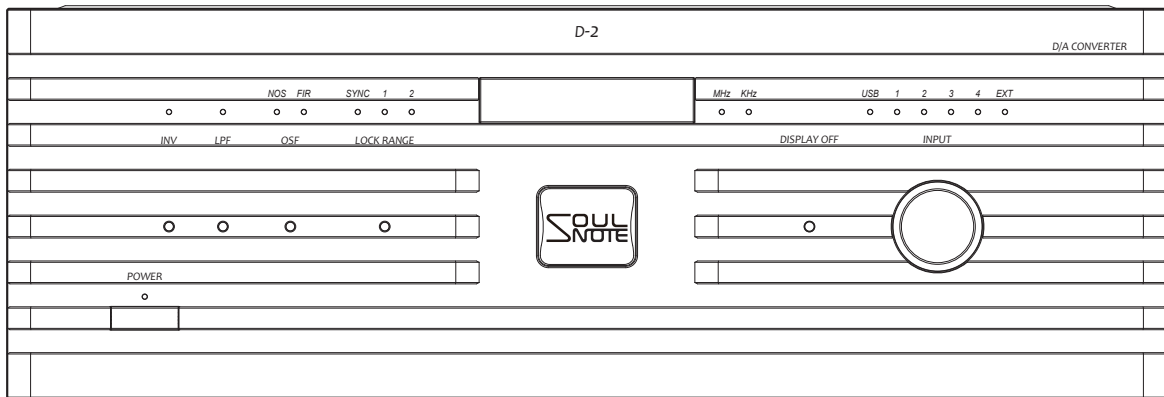 D-2
D/A CONVERTER
NOS FIR SYNC 1 2 MHz KHz USB 1 2 3 4 EXT
INV LPF OSF LOCK RANGE DISPLAY OFF INPUT
SOUL
NOTE
POWER